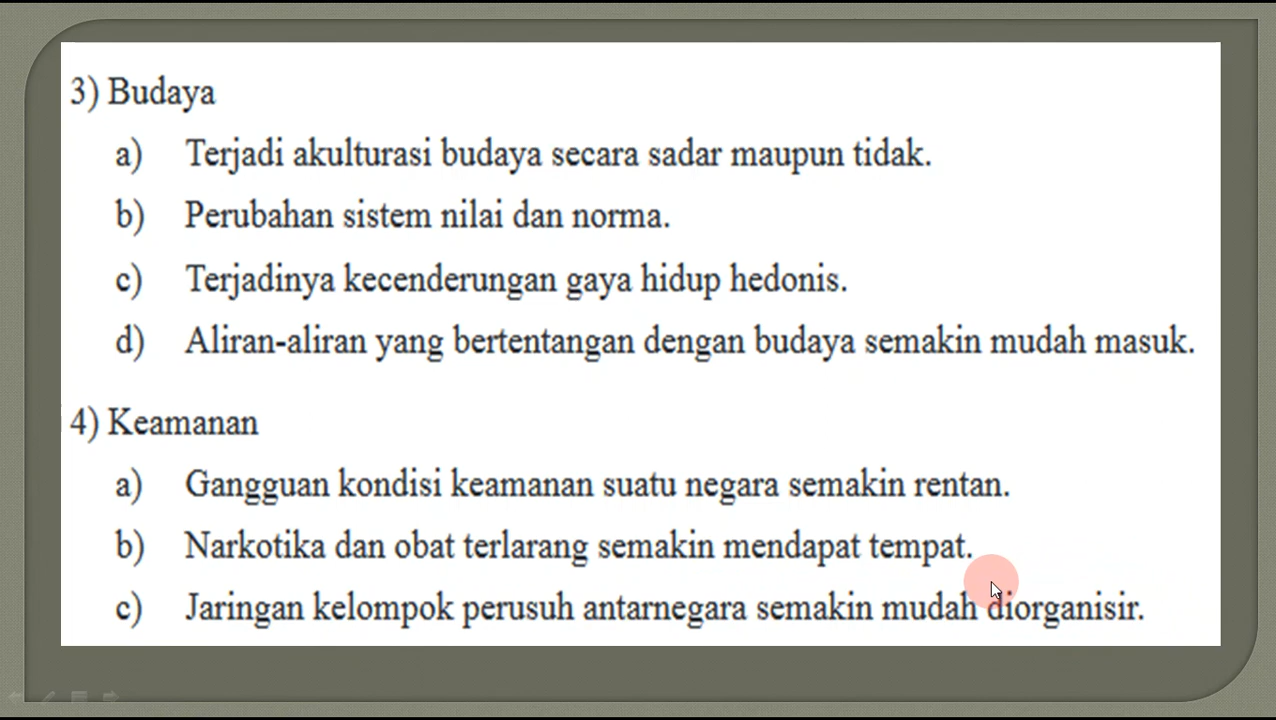 3) Budaya
a) Terjadi akulturasi budaya secara sadar maupun tidak.
b) Perubahan sistem nilai dan norma.
c) Terjadinya kecenderungan gaya hidup hedonis.
d) Aliran-aliran yang bertentangan dengan budaya semakin mudah masuk.
4) Keamanan
a) Gangguan kondisi keamanan suatu negara semakin rentan.
b) Narkotika dan obat terlarang semakin mendapat tempat.
c) Jaringan kelompok perusuh antarnegara semakin mudah diorganisir.